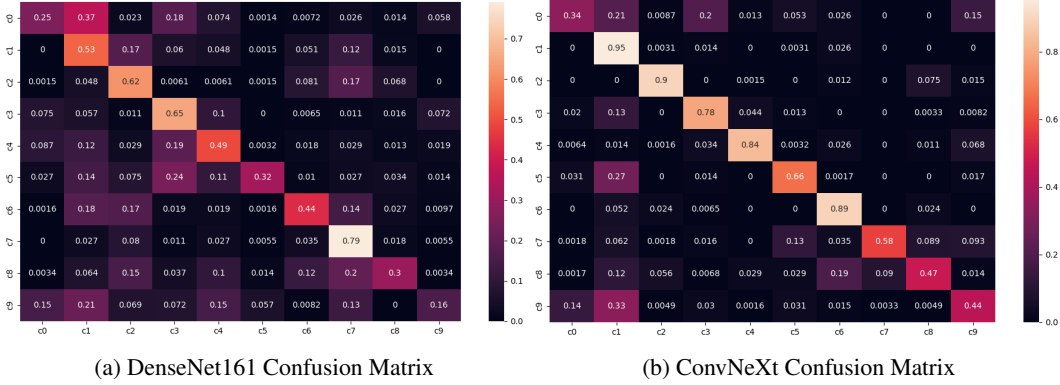 c0 0.25 0.37 0.03 0.18 0.074 0.0014 0.0072 0.026 0.014 0.058
c1 0 0.53 0.17 0.06 0.048 0.0015 0.051 0.12 0.015 0
c2 0.0015 0.048 0.62 0.0061 0.0061 0.0015 0.081 0.17 0.068 0
c3 0.075 0.057 0.011 0.65 0.1 0 0.0065 0.011 0.016 0.072
c4 0.087 0.12 0.029 0.19 0.49 0.0032 0.018 0.029 0.013 0.019
c5 0.027 0.14 0.075 0.24 0.11 0.32 0.01 0.027 0.034 0.014
c6 0.0016 0.18 0.17 0.019 0.019 0.0016 0.44 0.14 0.027 0.0097
c7 0 0.027 0.08 0.011 0.027 0.0055 0.035 0.79 0.018 0.0055
c8 0.0034 0.064 0.15 0.037 0.1 0.014 0.12 0.2 0.3 0.0034
c9 0.15 0.21 0.069 0.072 0.15 0.057 0.0082 0.13 0 0.16
c0 c1 c2 c3 c4 c5 c6 c7 c8 c9
0.7
0.6
0.5
0.4
0.3
0.2
0.1
0.0
(a) DenseNet161 Confusion Matrix
c0 0.34 0.21 0.0087 0.2 0.013 0 0 0 0 0.15
c1 0 0.95 0.0031 0.014 0 0.0031 0.026 0 0 0
c2 0 0 0.9 0 0.0015 0 0.012 0 0.075 0.015
c3 0.02 0.13 0 0.78 0.044 0.013 0 0 0.0033 0.0082
c4 0.0064 0.014 0.0016 0.034 0.84 0.0032 0.026 0 0.011 0.068
c5 0.031 0.27 0 0.014 0 0.66 0.0017 0 0 0.017
c6 0 0.052 0.024 0.0065 0 0 0.89 0 0.024 0
c7 0.0018 0.062 0.0018 0.016 0 0.13 0.035 0.58 0.089 0.093
c8 0.0017 0.12 0.056 0.0068 0.029 0.029 0.19 0.09 0.47 0.014
c9 0.14 0.33 0.0049 0.03 0.0016 0.031 0.015 0.0033 0.0049 0.44
c0 c1 c2 c3 c4 c5 c6 c7 c8 c9
0.8
0.6
0.4
0.2
0.0
(b) ConvNeXt Confusion Matrix